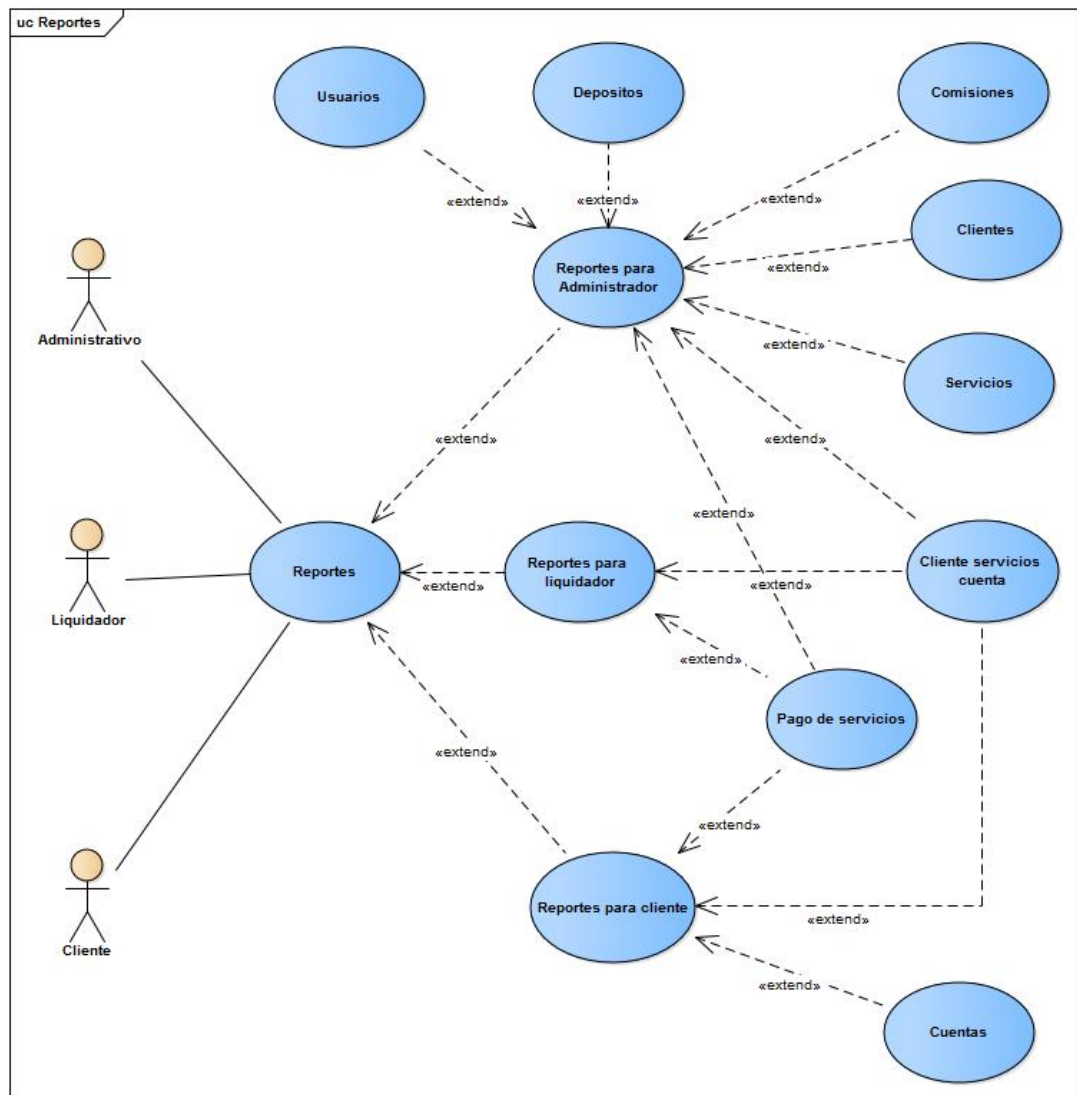 uc Reportes
Usuarios
Depositos
Comisiones
«extend»
«extend»
«extend»
Clientes
«extend»
Reportes para
Administrador
Administrativo
«extend»
Servicios
«extend»
«extend»
«extend»
Reportes
Reportes para
liquidador
Cliente servicios
cuenta
«extend»
«extend»
Liquidador
«extend»
Pago de servicios
«extend»
«extend»
Reportes para cliente
«extend»
Cliente
«extend»
Cuentas